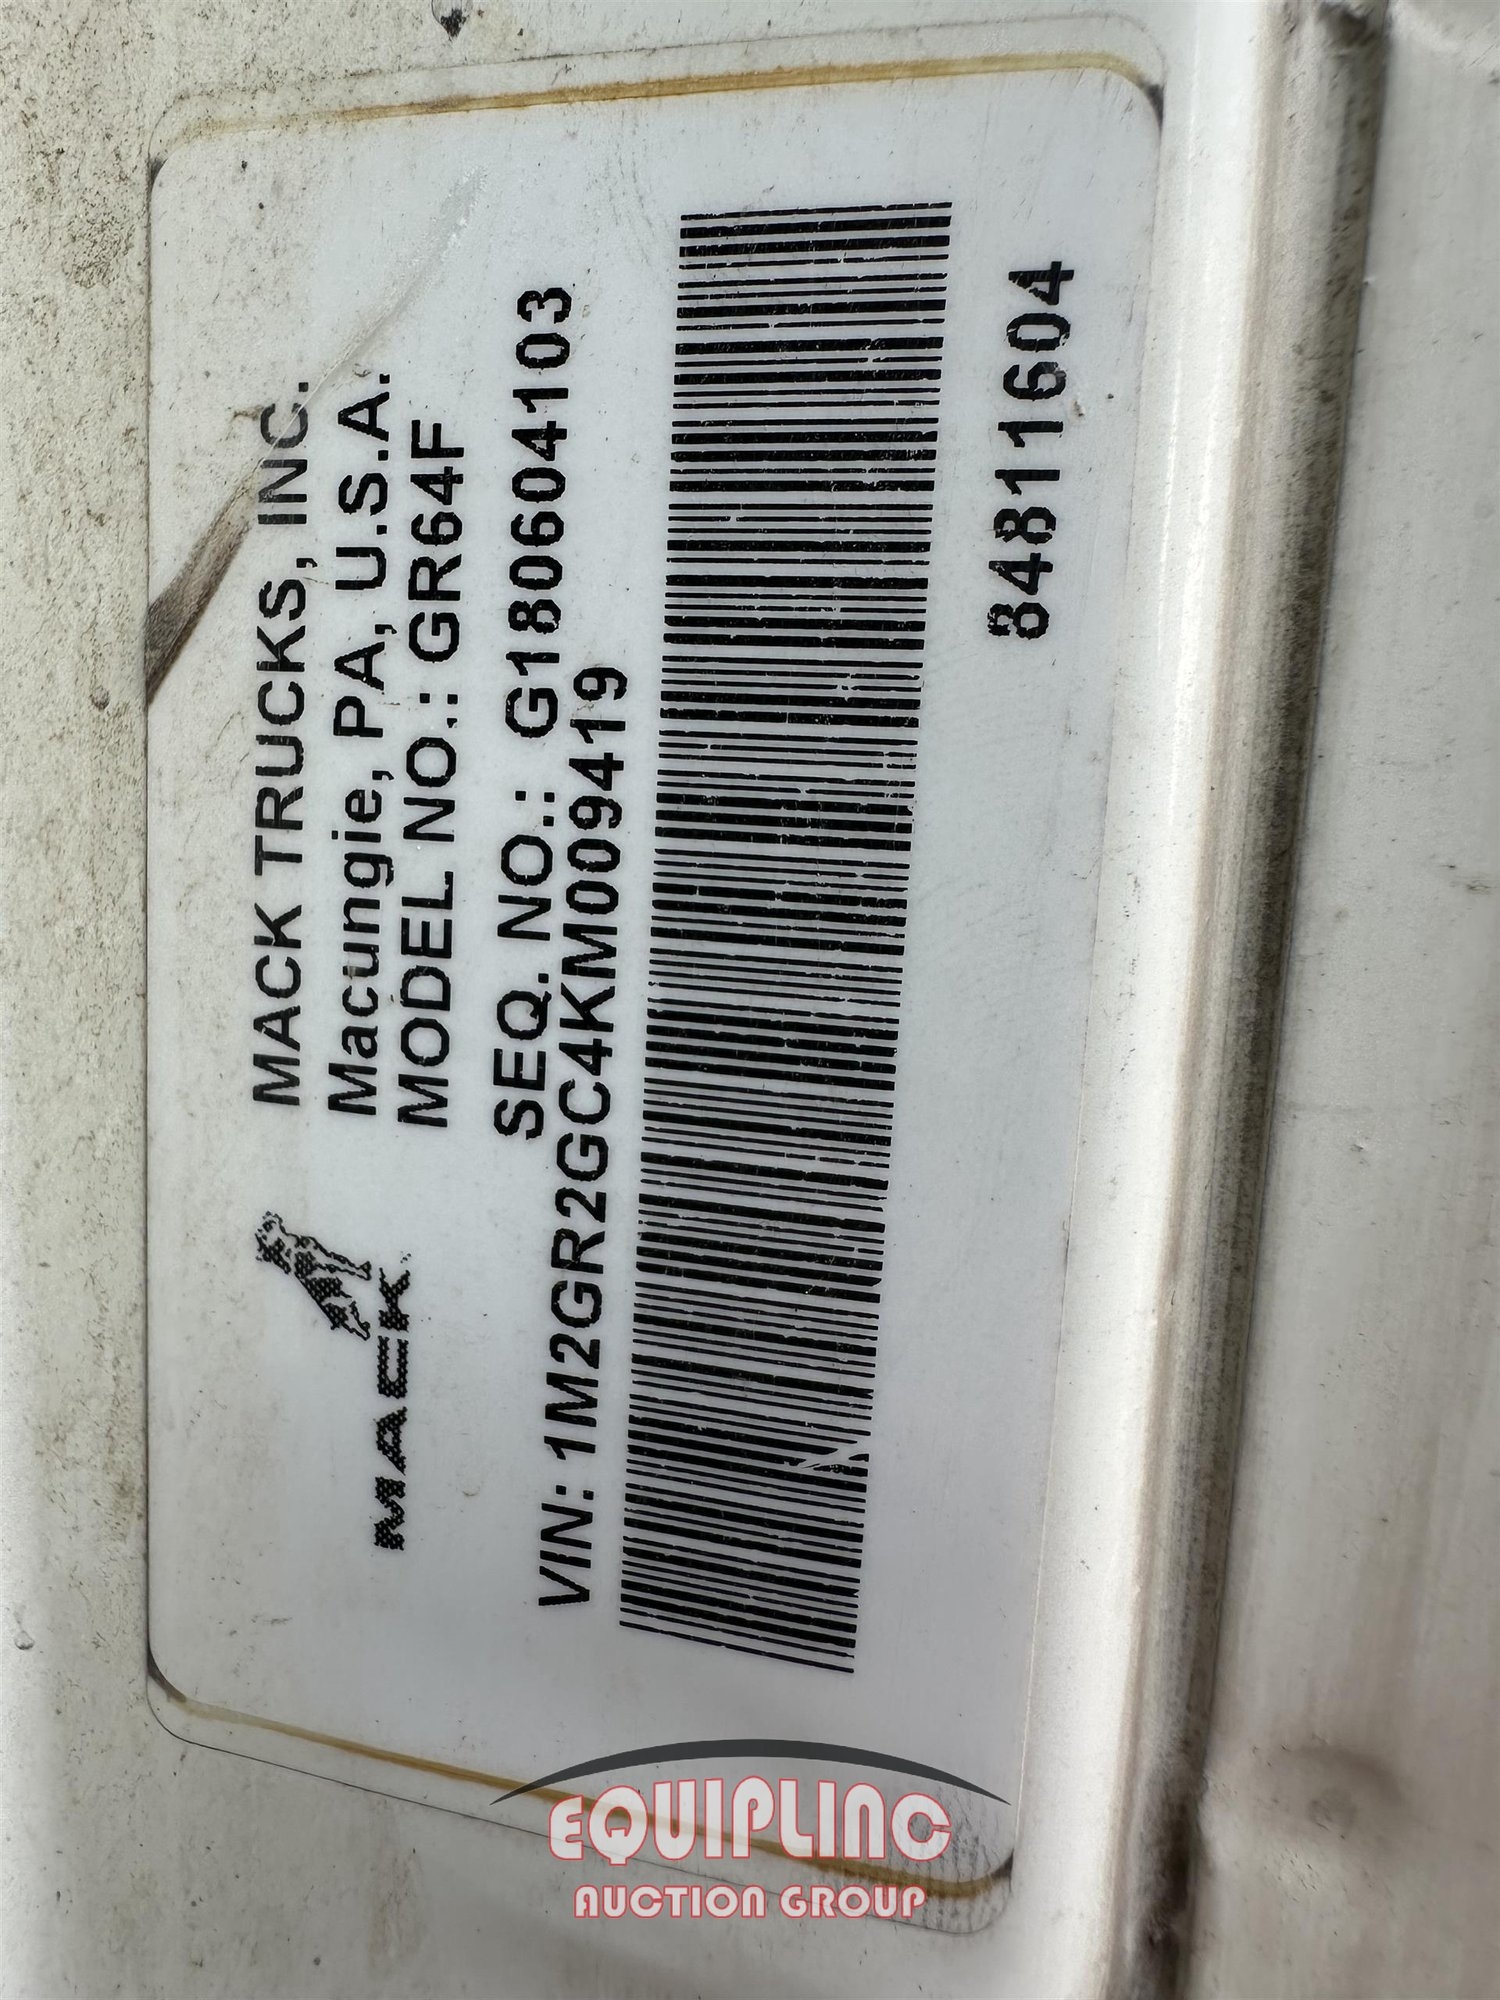 MACK
MACK TRUCKS, INC.
Macungie, PA, U.S.A.
MODEL NO.: GR64F
SEQ. NO.: G180604103
VIN: 1M2GR2GC4KM009419
84811604
EQUIPLINC
AUCTION GROUP